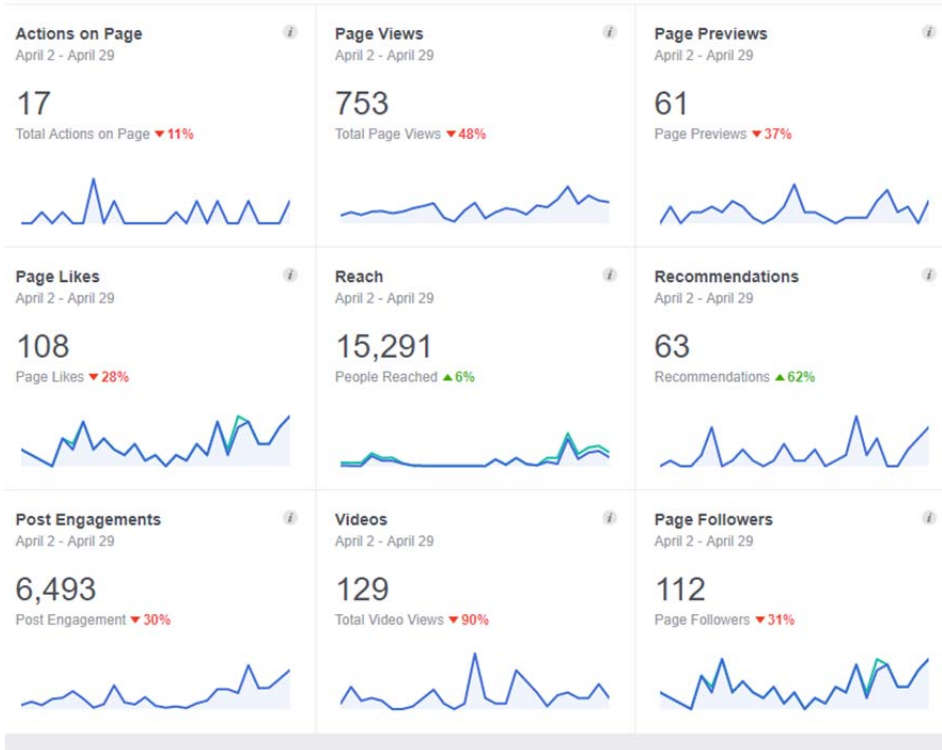 Actions on Page
April 2 - April 29
17
Total Actions on Page ▼11%
Page Views
April 2 - April 29
753
Total Page Views ▼48%
Page Previews
April 2 - April 29
61
Page Previews ▼37%
Page Likes
April 2 - April 29
108
Page Likes ▼28%
Reach
April 2 - April 29
15,291
People Reached ▲6%
Recommendations
April 2 - April 29
63
Recommendations ▲62%
Post Engagements
April 2 - April 29
6,493
Post Engagement ▼30%
Videos
April 2 - April 29
129
Total Video Views ▼90%
Page Followers
April 2 - April 29
112
Page Followers ▼31%